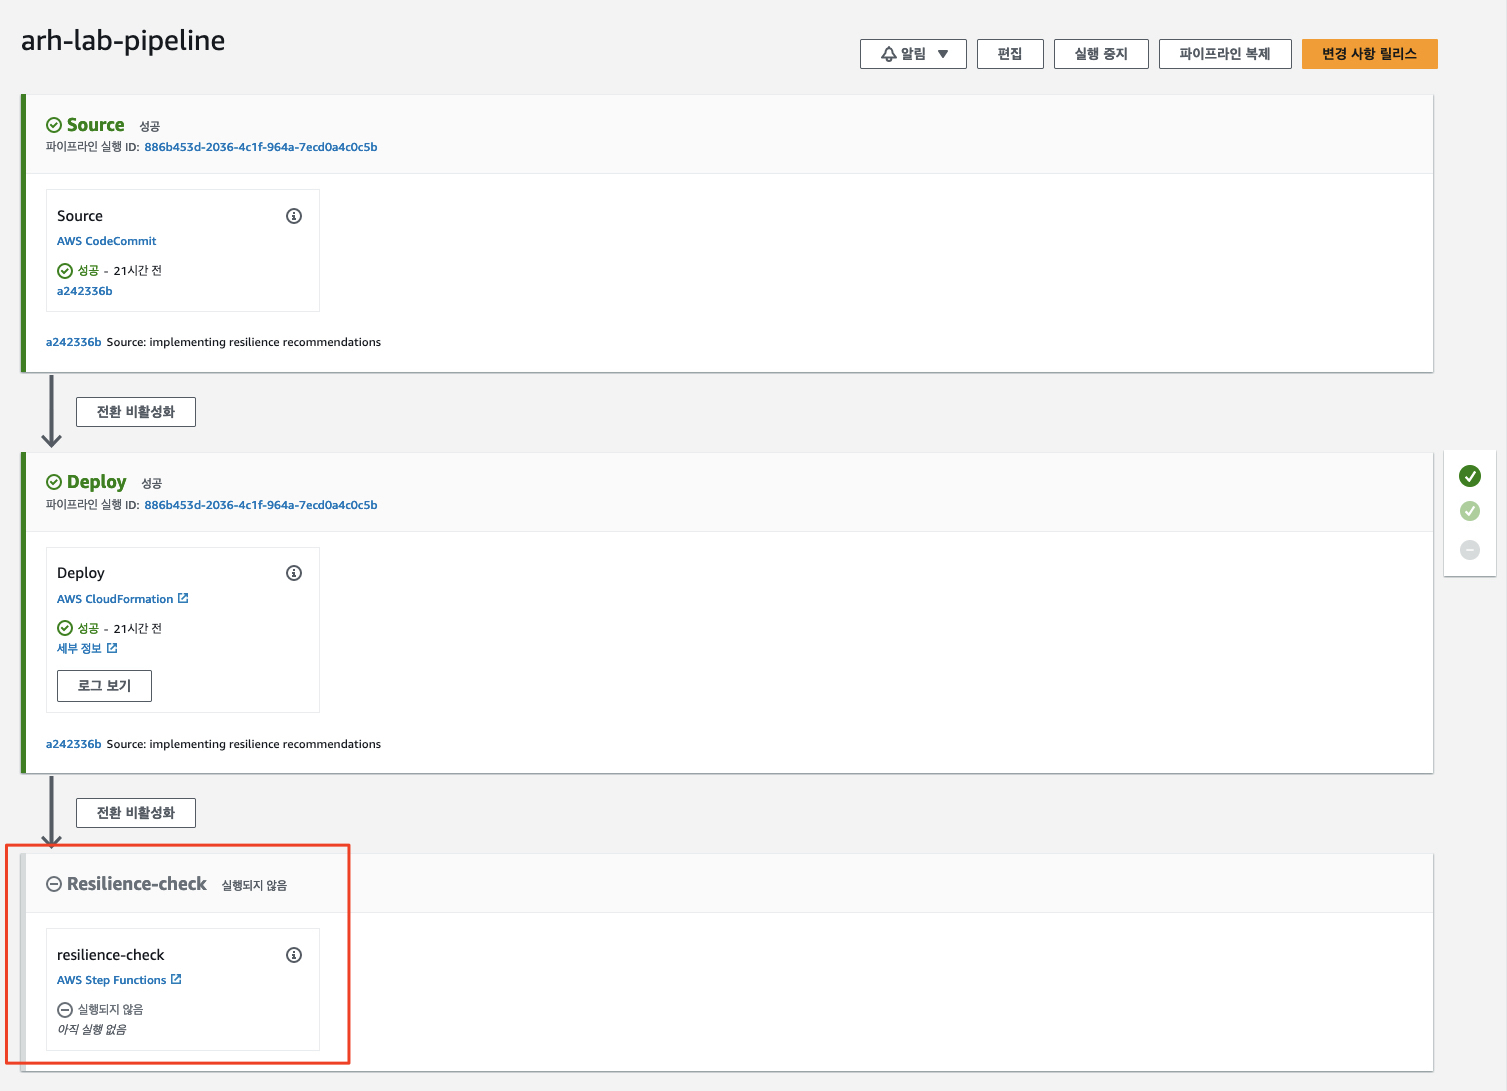 arh-lab-pipeline
알림
편집
실행 중지
파이프라인 복제
변경 사항 릴리스
Source 성공
파이프라인 실행 ID: 886b453d-2036-4c1f-964a-7ecd0a4c0c5b
Source
AWS CodeCommit
성공 - 21시간 전
a242336b
a242336b Source: implementing resilience recommendations
전환 비활성화
Deploy 성공
파이프라인 실행 ID: 886b453d-2036-4c1f-964a-7ecd0a4c0c5b
Deploy
AWS CloudFormation
성공 - 21시간 전
세부 정보
로그 보기
a242336b Source: implementing resilience recommendations
전환 비활성화
Resilience-check 실행되지 않음
resilience-check
AWS Step Functions
실행되지 않음
아직 실행 없음